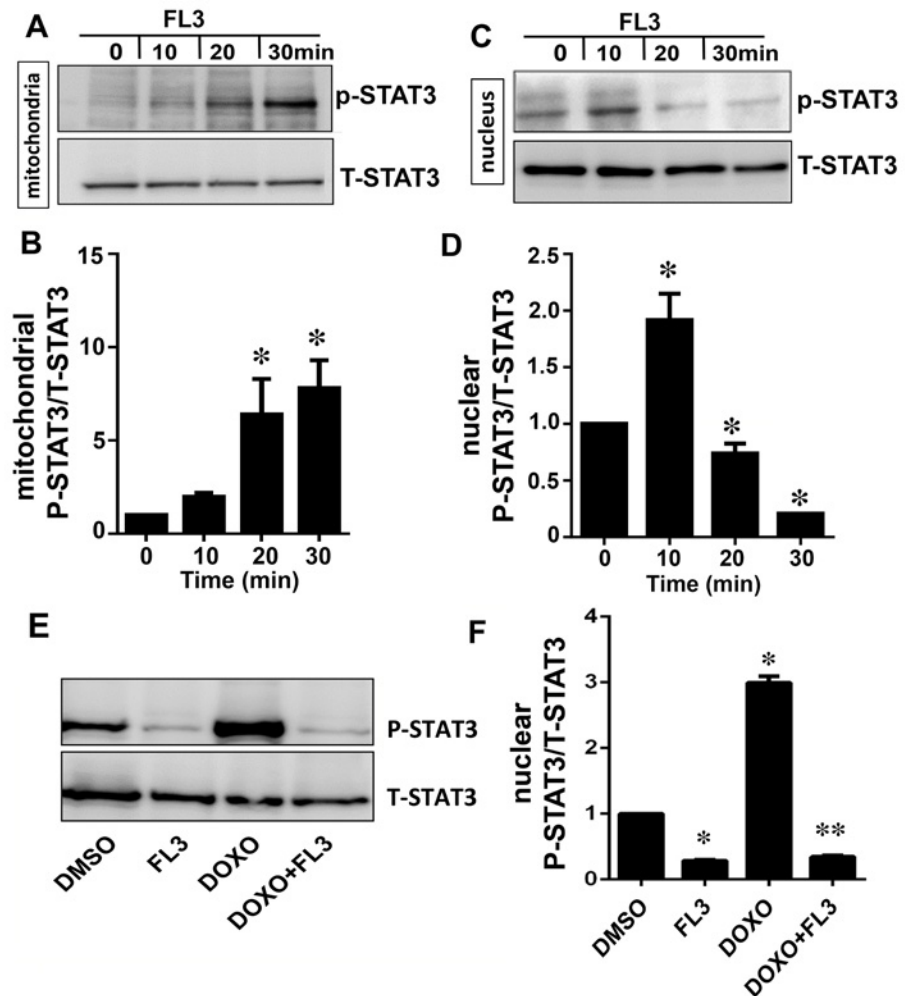 A
FL3
0 10 20 30min
mitochondria
p-STAT3
T-STAT3
C
FL3
0 10 20 30min
nucleus
p-STAT3
T-STAT3
B
mitochondrial
P-STAT3/T-STAT3
15
10
5
0
*
*
0 10 20 30
Time (min)
D
nuclear
P-STAT3/T-STAT3
2.5
2.0
1.5
1.0
0.5
0
*
*
*
0 10 20 30
Time (min)
E
P-STAT3
T-STAT3
DMSO
FL3
DOXO
DOXO+FL3
F
nuclear
P-STAT3/T-STAT3
4
3
2
1
0
*
*
**
DMSO
FL3
DOXO
DOXO+FL3